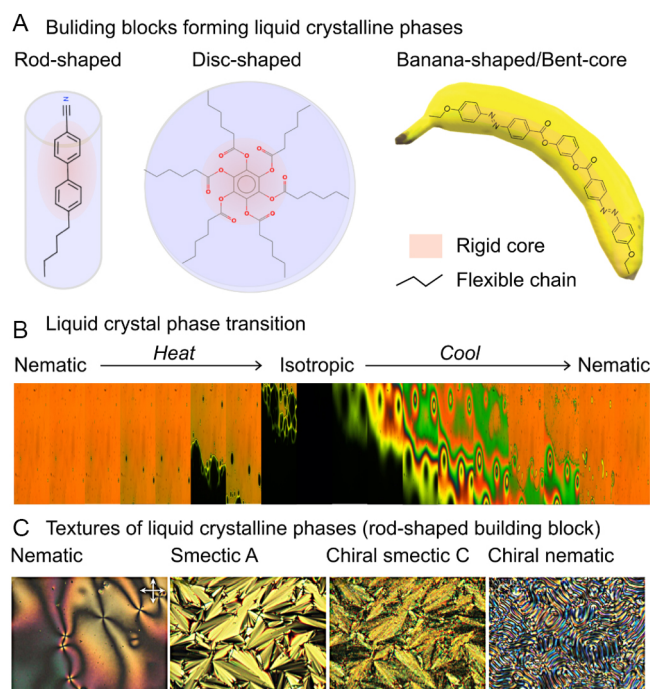 A Buliding blocks forming liquid crystalline phases
Rod-shaped Disc-shaped Banana-shaped/Bent-core
Rigid core
Flexible chain
B Liquid crystal phase transition
Nematic Heat Isotropic Cool Nematic
C Textures of liquid crystalline phases (rod-shaped building block)
Nematic Smectic A Chiral smectic C Chiral nematic